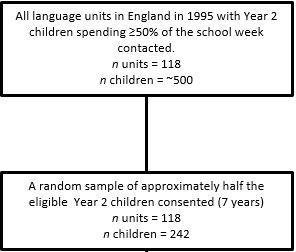 All language units in England in 1995 with Year 2
children spending ≥50% of the school week
contacted.
n units = 118
n children = ~500
A random sample of approximately half the
eligible Year 2 children consented (7 years)
n units = 118
n children = 242